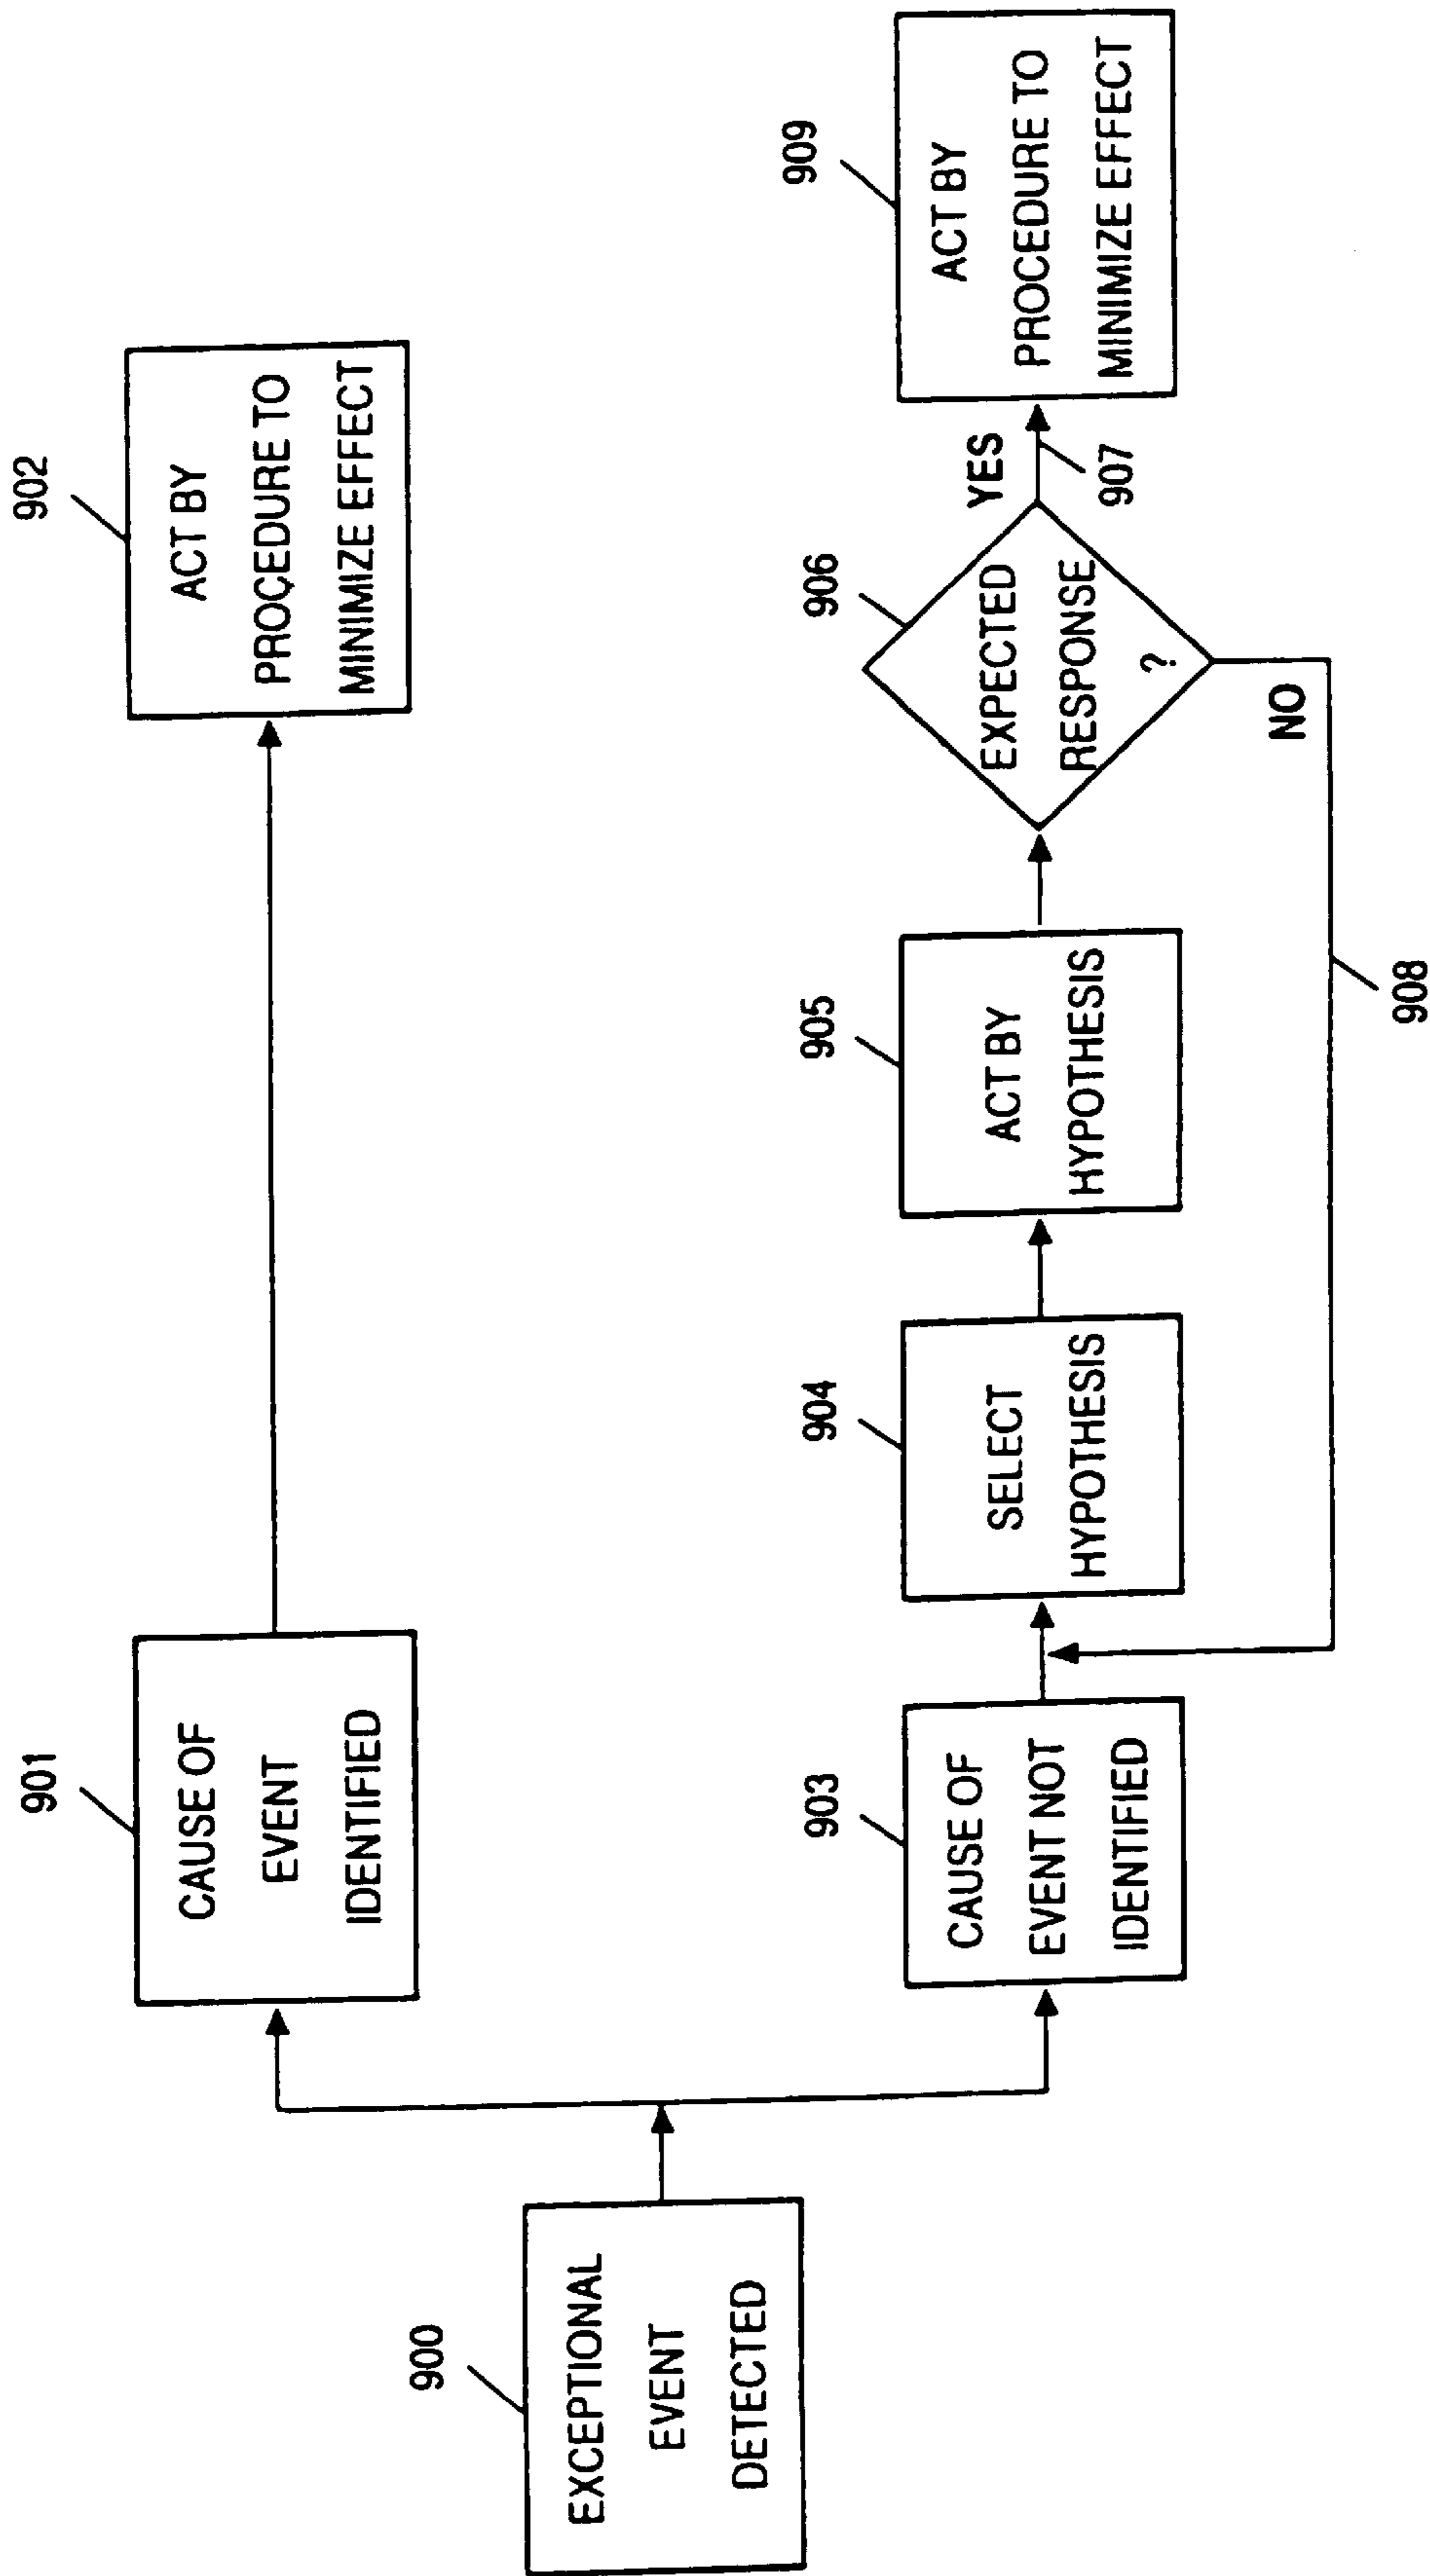 900
EXCEPTIONAL
EVENT
DETECTED
901
CAUSE OF
EVENT
IDENTIFIED
902
ACT BY
PROCEDURE TO
MINIMIZE EFFECT
903
CAUSE OF
EVENT NOT
IDENTIFIED
904
SELECT
HYPOTHESIS
905
ACT BY
HYPOTHESIS
906
EXPECTED
RESPONSE
?
YES
907
NO
908
909
ACT BY
PROCEDURE TO
MINIMIZE EFFECT